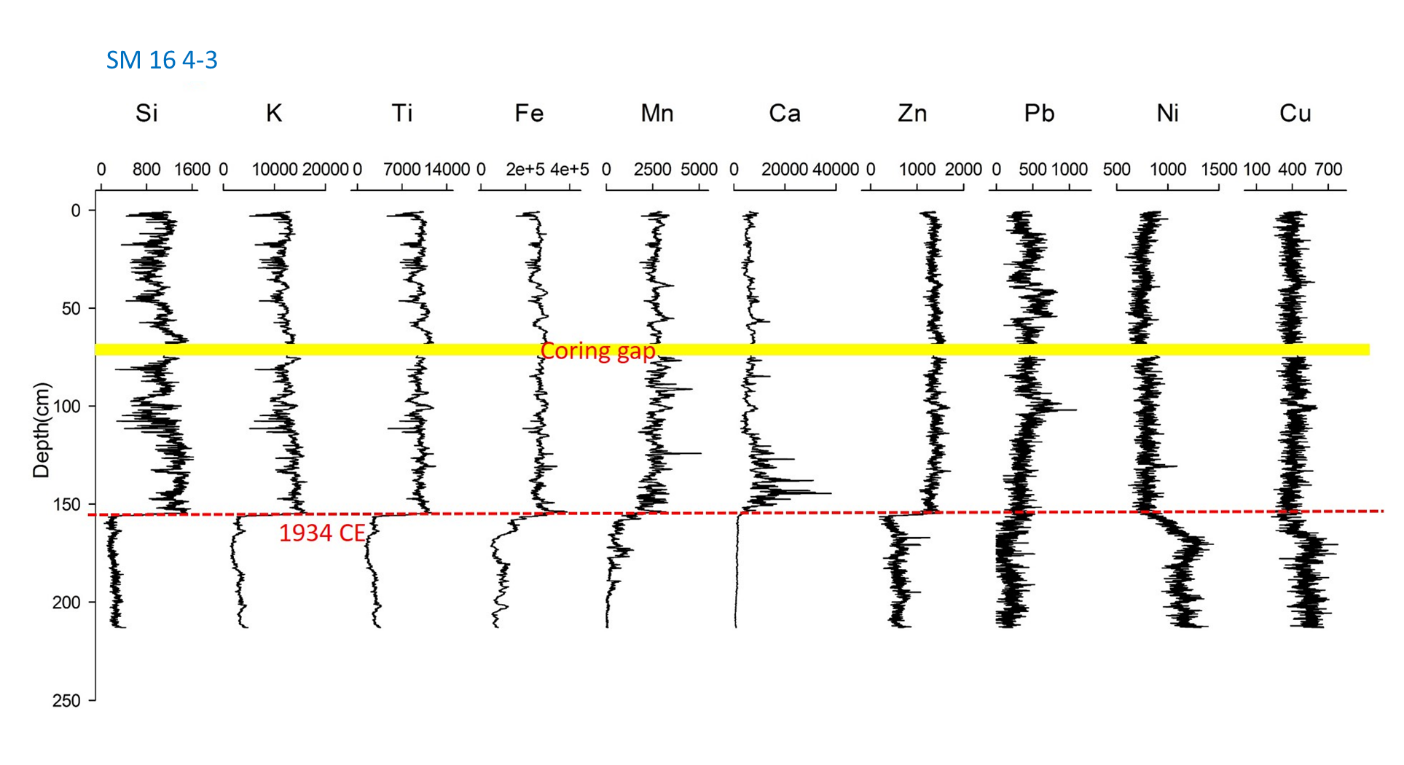 SM 16 4-3
Si K Ti Fe Mn Ca Zn Pb Ni Cu
0 800 1600 0 10000 20000 0 7000 14000 0 2e+5 4e+5 0 2500 5000 0 20000 40000 0 1000 2000 0 500 1000 500 1000 1500 100 400 700
0
50
Coring gap
Depth(cm)
100
150
1934 CE
200
250